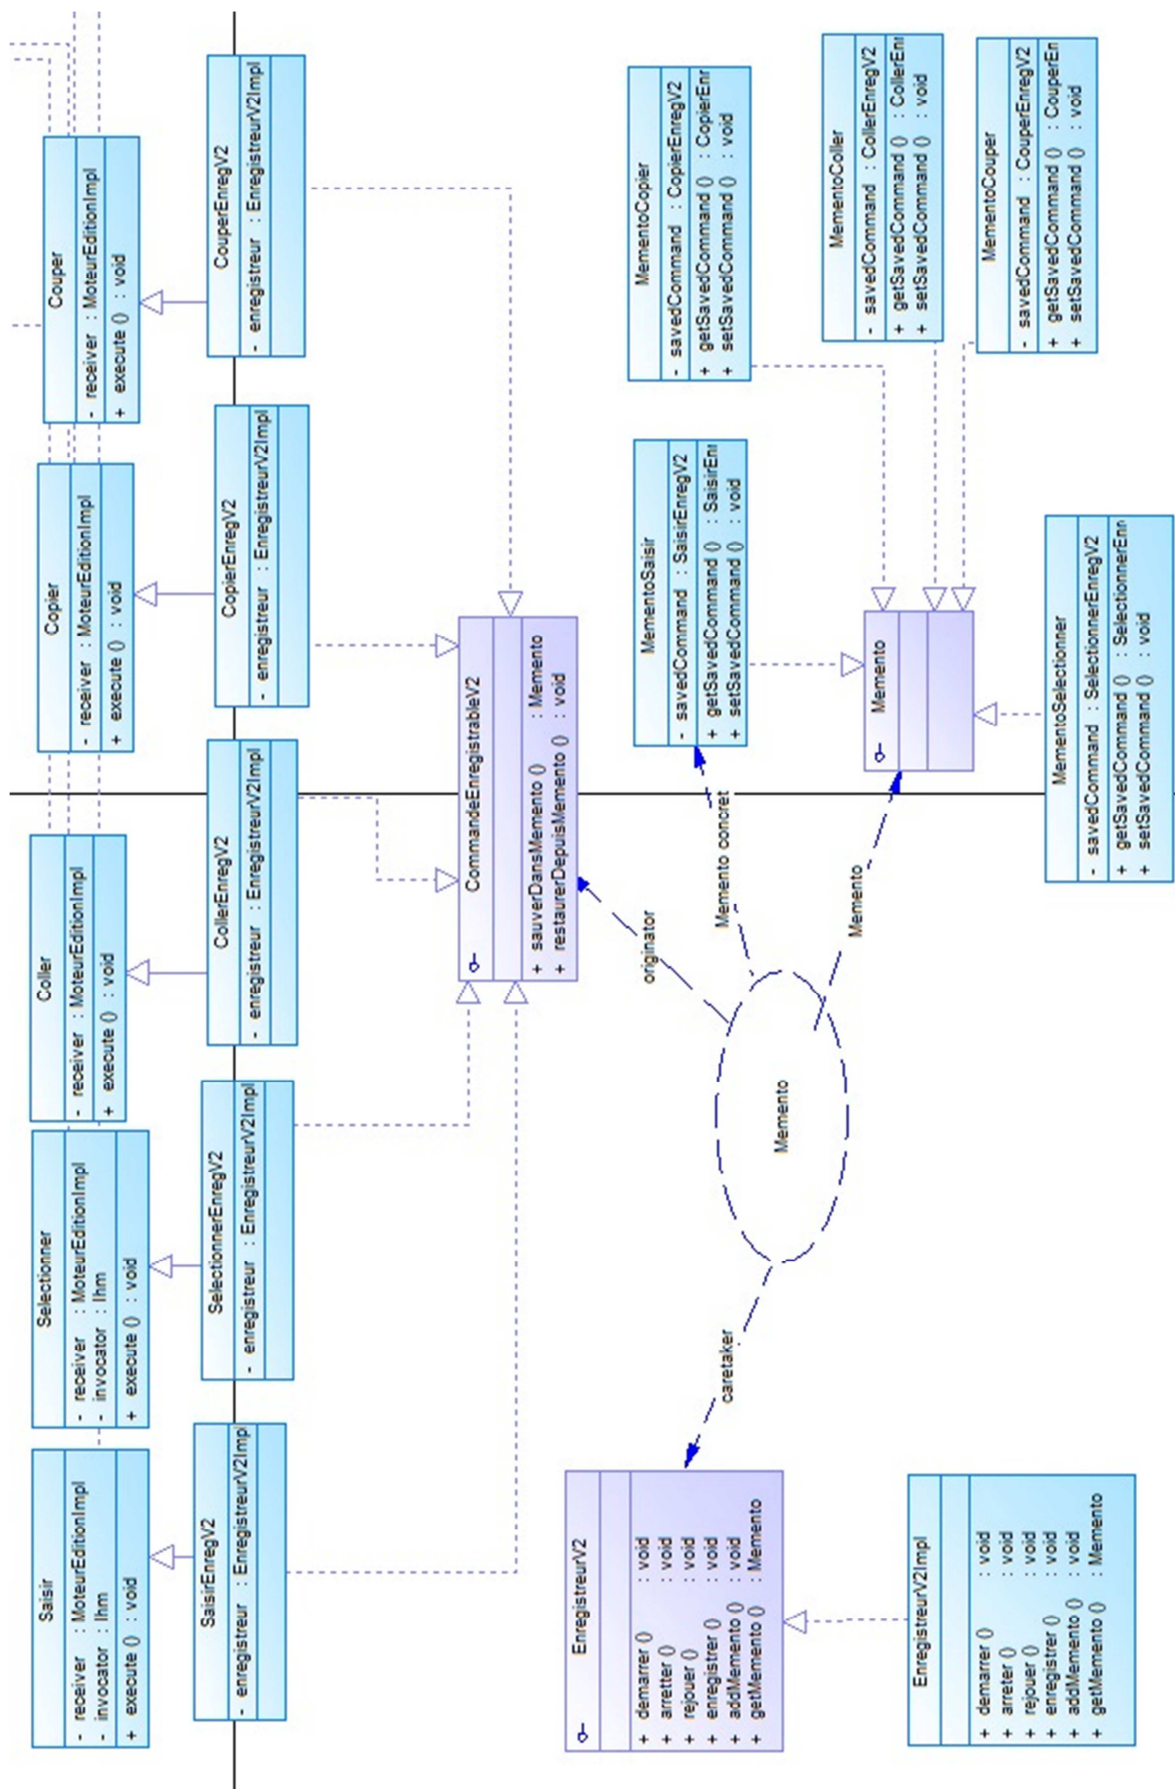 Saisir
- receiver : MoteurEditionImpl
- invocator : Ihm
+ execute () : void
Selectionner
- receiver : MoteurEditionImpl
- invocator : Ihm
+ execute () : void
Coller
- receiver : MoteurEditionImpl
+ execute () : void
Copier
- receiver : MoteurEditionImpl
+ execute () : void
Couper
- receiver : MoteurEditionImpl
+ execute () : void
SaisirEnregV2
- enregistreur : EnregistreurV2Impl
SelectionnerEnregV2
- enregistreur : EnregistreurV2Impl
CollerEnregV2
- enregistreur : EnregistreurV2Impl
CopierEnregV2
- enregistreur : EnregistreurV2Impl
CouperEnregV2
- enregistreur : EnregistreurV2Impl
CommandeEnregistrableV2
+ sauverDansMemento () : Memento
+ restaurerDepuisMemento () : void
originator
Memento concret
Memento
Memento
caretaker
EnregistreurV2
+ demarrer () : void
+ arretter () : void
+ rejouer () : void
+ enregistrer () : void
+ addMemento () : void
+ getMemento () : Memento
EnregistreurV2Impl
+ demarrer () : void
+ arreter () : void
+ rejouer () : void
+ enregistrer () : void
+ addMemento () : void
+ getMemento () : Memento
MementoSaisir
- savedCommand : SaisirEnregV2
+ getSavedCommand () : SaisirEnr
+ setSavedCommand () : void
MementoCopier
- savedCommand : CopierEnregV2
+ getSavedCommand () : CopierEnr
+ setSavedCommand () : void
MementoColler
- savedCommand : CollerEnregV2
+ getSavedCommand () : CollerEnr
+ setSavedCommand () : void
MementoCouper
- savedCommand : CouperEnregV2
+ getSavedCommand () : CouperEn
+ setSavedCommand () : void
Memento
MementoSelectionner
- savedCommand : SelectionnerEnregV2
+ getSavedCommand () : SelectionnerEnr
+ setSavedCommand () : void